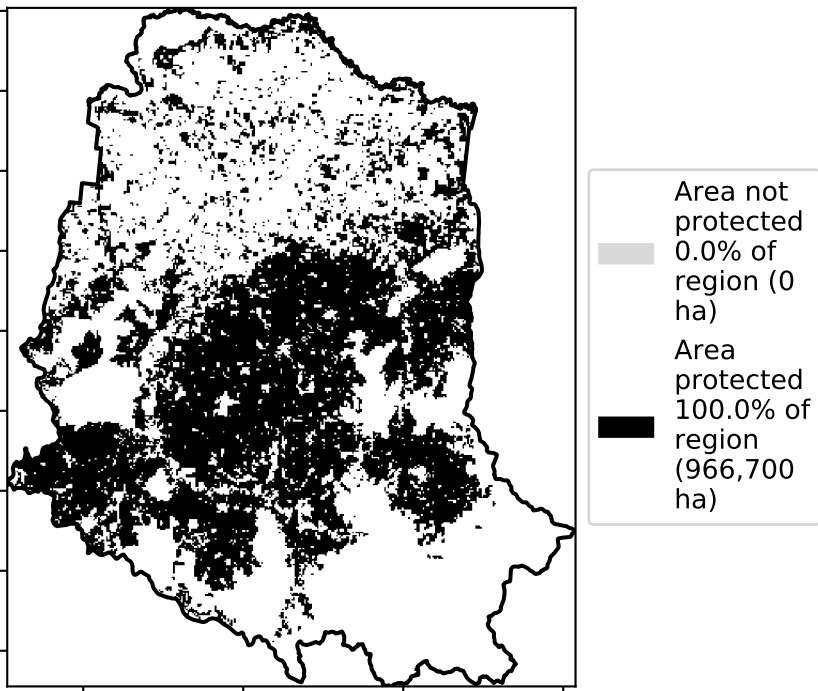 Area not
protected
0.0% of
region (0
ha)
Area
protected
100.0% of
region
(966,700
ha)